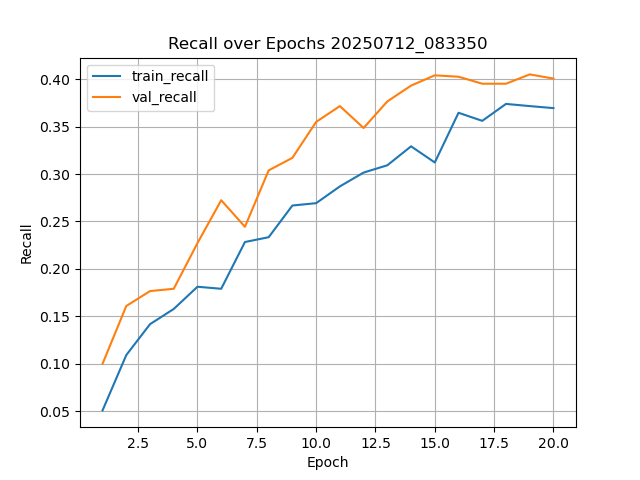 Recall over Epochs 20250712_083350
train_recall
val_recall
0.40
0.35
0.30
0.25
0.20
0.15
0.10
0.05
Recall
2.5 5.0 7.5 10.0 12.5 15.0 17.5 20.0
Epoch